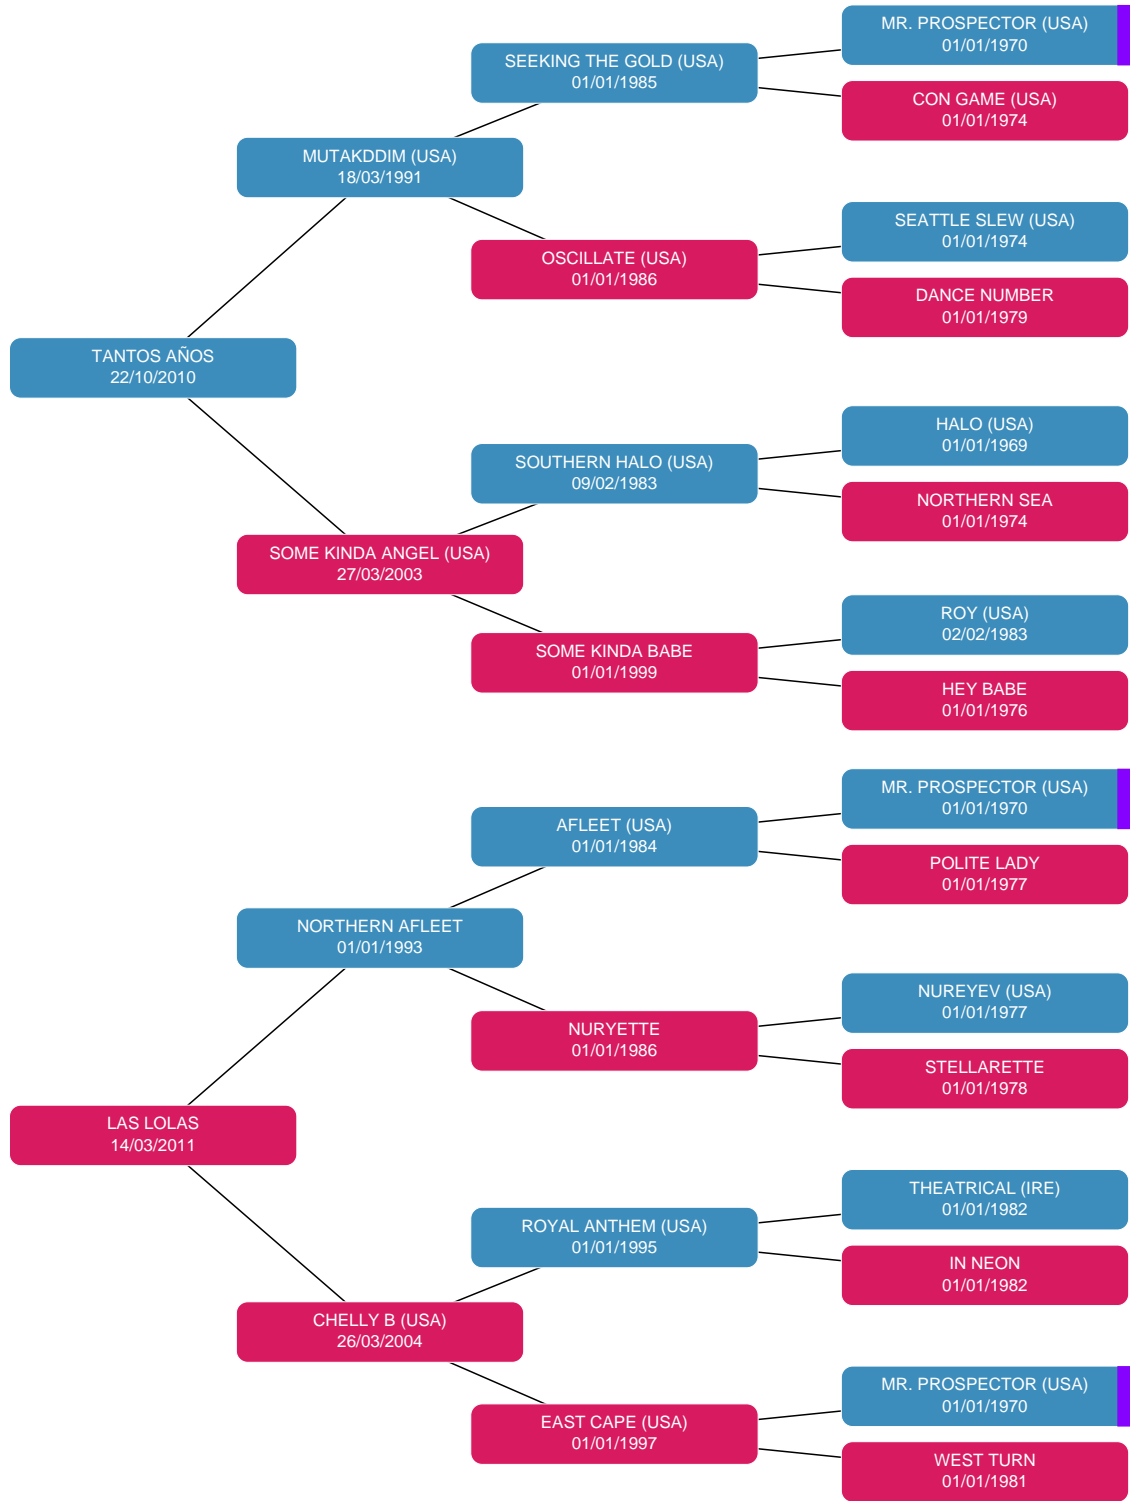 MR. PROSPECTOR (USA)
01/01/1970
SEEKING THE GOLD (USA)
01/01/1985
CON GAME (USA)
01/01/1974
MUTAKDDIM (USA)
18/03/1991
SEATTLE SLEW (USA)
01/01/1974
OSCILLATE (USA)
01/01/1986
DANCE NUMBER
01/01/1979
TANTOS AÑOS
22/10/2010
HALO (USA)
01/01/1969
SOUTHERN HALO (USA)
09/02/1983
NORTHERN SEA
01/01/1974
SOME KINDA ANGEL (USA)
27/03/2003
ROY (USA)
02/02/1983
SOME KINDA BABE
01/01/1999
HEY BABE
01/01/1976
MR. PROSPECTOR (USA)
01/01/1970
AFLEET (USA)
01/01/1984
POLITE LADY
01/01/1977
NORTHERN AFLEET
01/01/1993
NUREYEV (USA)
01/01/1977
NURYETTE
01/01/1986
STELLARETTE
01/01/1978
LAS LOLAS
14/03/2011
THEATRICAL (IRE)
01/01/1982
ROYAL ANTHEM (USA)
01/01/1995
IN NEON
01/01/1982
CHELLY B (USA)
26/03/2004
MR. PROSPECTOR (USA)
01/01/1970
EAST CAPE (USA)
01/01/1997
WEST TURN
01/01/1981